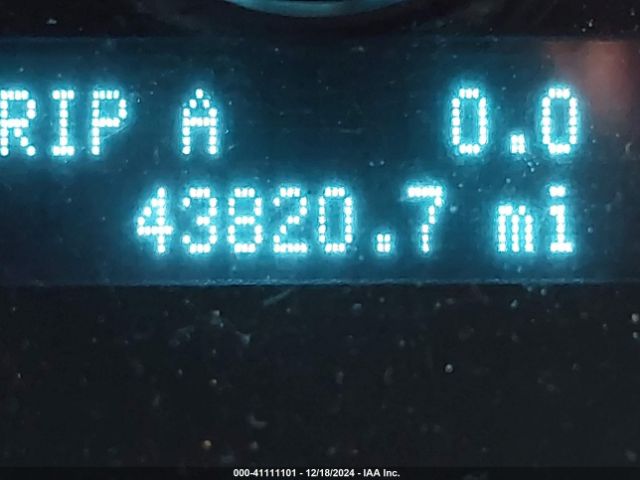 RIP A 0.0
43820.7 mi
000-41111101 - 12/18/2024 - IAA Inc.